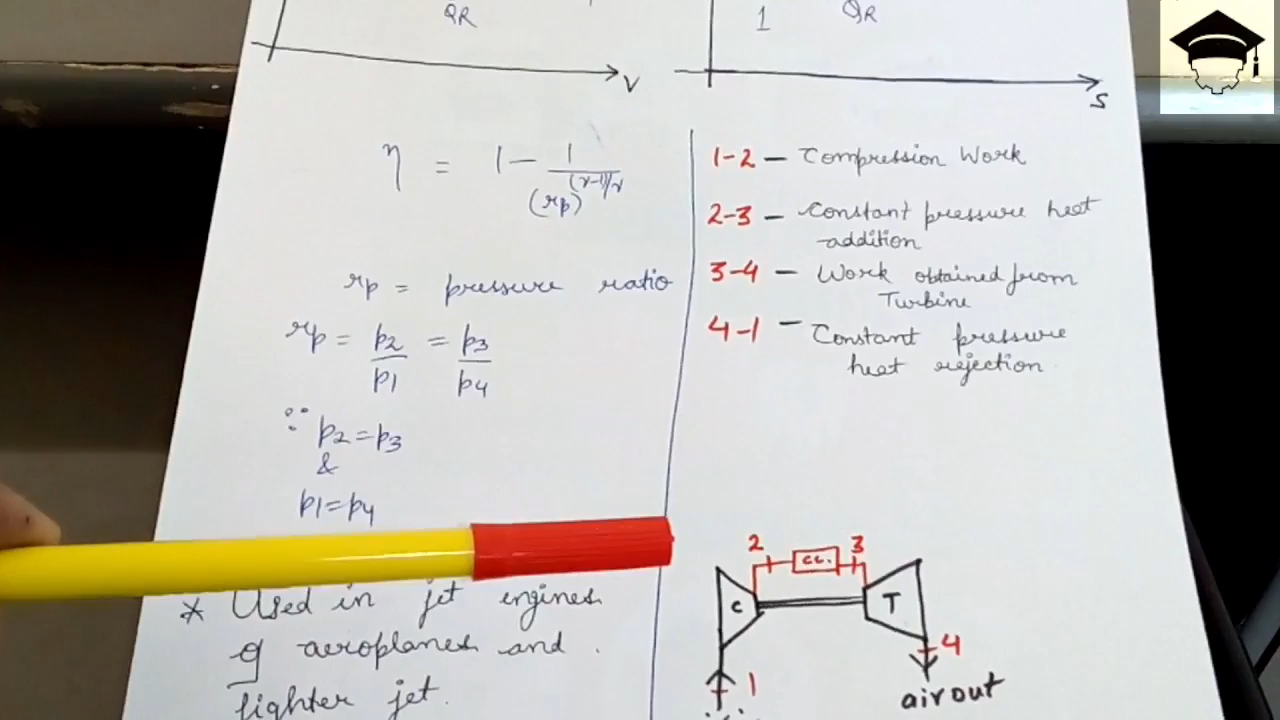 QR
V
1 QR
S
η = 1 - 1/(rp)^(γ-1)/γ
rp = pressure ratio
rp = p2/p1 = p3/p4
∵ p2 = p3
&
p1 = p4
* Used in jet engines
of aeroplanes and
fighter jet.
1-2 - Compression Work
2-3 - Constant pressure heat
addition
3-4 - Work obtained from
Turbine
4-1 - Constant pressure
heat rejection
2 C.C. 3
C T
1 4
air out